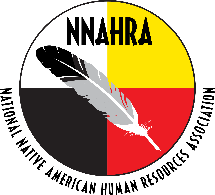 NNAHRA
NATIONAL NATIVE AMERICAN HUMAN RESOURCES ASSOCIATION